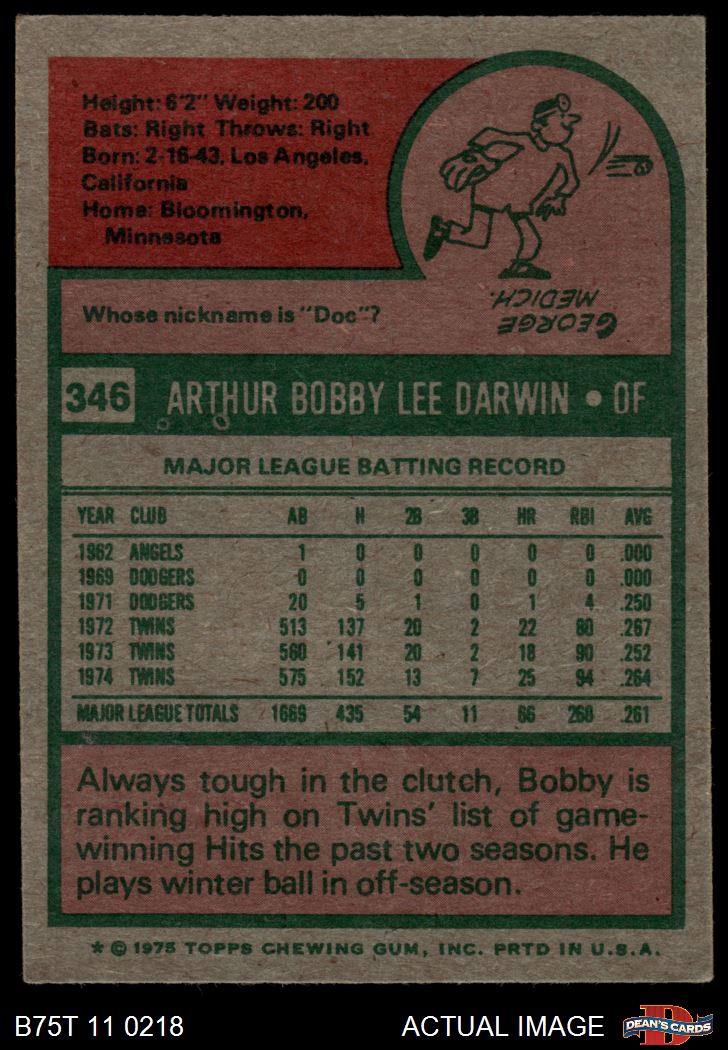 Height: 6'2" Weight: 200
Bats: Right Throws: Right
Born: 2-16-43, Los Angeles,
California
Home: Bloomington,
Minnesota
GEORGE
MEDICH.
Whose nickname is "Doc"?
346 ARTHUR BOBBY LEE DARWIN • OF
MAJOR LEAGUE BATTING RECORD
YEAR CLUB AB H 2B 3B HR RBI AVG
1962 ANGELS 1 0 0 0 0 0 .000
1969 DODGERS 0 0 0 0 0 0 .000
1971 DODGERS 20 5 1 0 1 4 .250
1972 TWINS 513 137 20 2 22 80 .267
1973 TWINS 560 141 20 2 18 90 .252
1974 TWINS 575 152 13 7 25 94 .264
MAJOR LEAGUE TOTALS 1669 435 54 11 66 268 .261
Always tough in the clutch, Bobby is
ranking high on Twins' list of game-
winning Hits the past two seasons. He
plays winter ball in off-season.
* © 1975 TOPPS CHEWING GUM, INC. PRTD IN U.S.A.
B75T 11 0218 ACTUAL IMAGE
D
DEAN'S CARDS